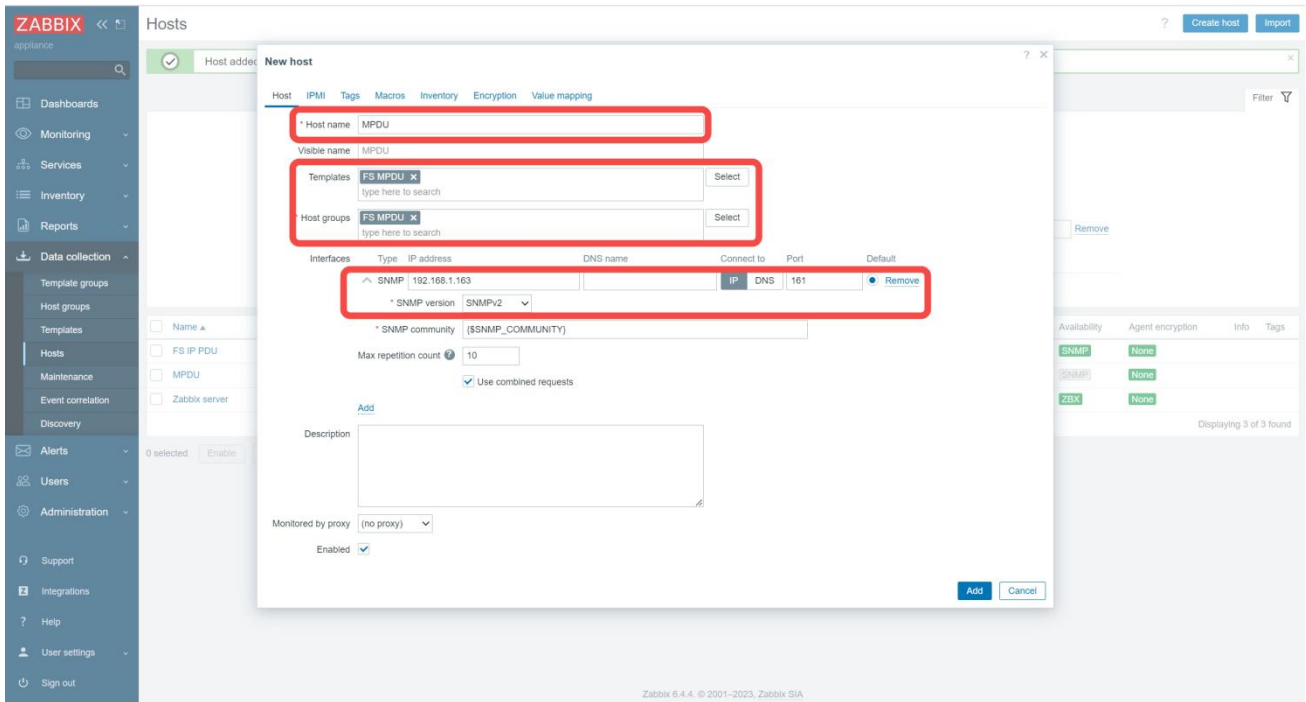 ZABBIX
appliance
Dashboards
Monitoring
Services
Inventory
Reports
Data collection
Template groups
Host groups
Templates
Hosts
Maintenance
Event correlation
Discovery
Alerts
Users
Administration
Support
Integrations
? Help
User settings
Sign out
Hosts
? Create host Import
Host added
Filter
Remove
New host
? ×
Host IPMI Tags Macros Inventory Encryption Value mapping
* Host name MPDU
Visible name MPDU
Templates FS MPDU × Select
type here to search
* Host groups FS MPDU × Select
type here to search
Interfaces Type IP address DNS name Connect to Port Default
SNMP 192.168.1.163 IP DNS 161 Remove
* SNMP version SNMPv2
* SNMP community {$SNMP_COMMUNITY}
Max repetition count ? 10
Use combined requests
Add
Description
Monitored by proxy (no proxy)
Enabled
Add Cancel
Name Availability Agent encryption Info Tags
FS IP PDU SNMP None
MPDU SNMP None
Zabbix server ZBX None
Displaying 3 of 3 found
0 selected Enable
Zabbix 6.4.4. © 2001–2023, Zabbix SIA